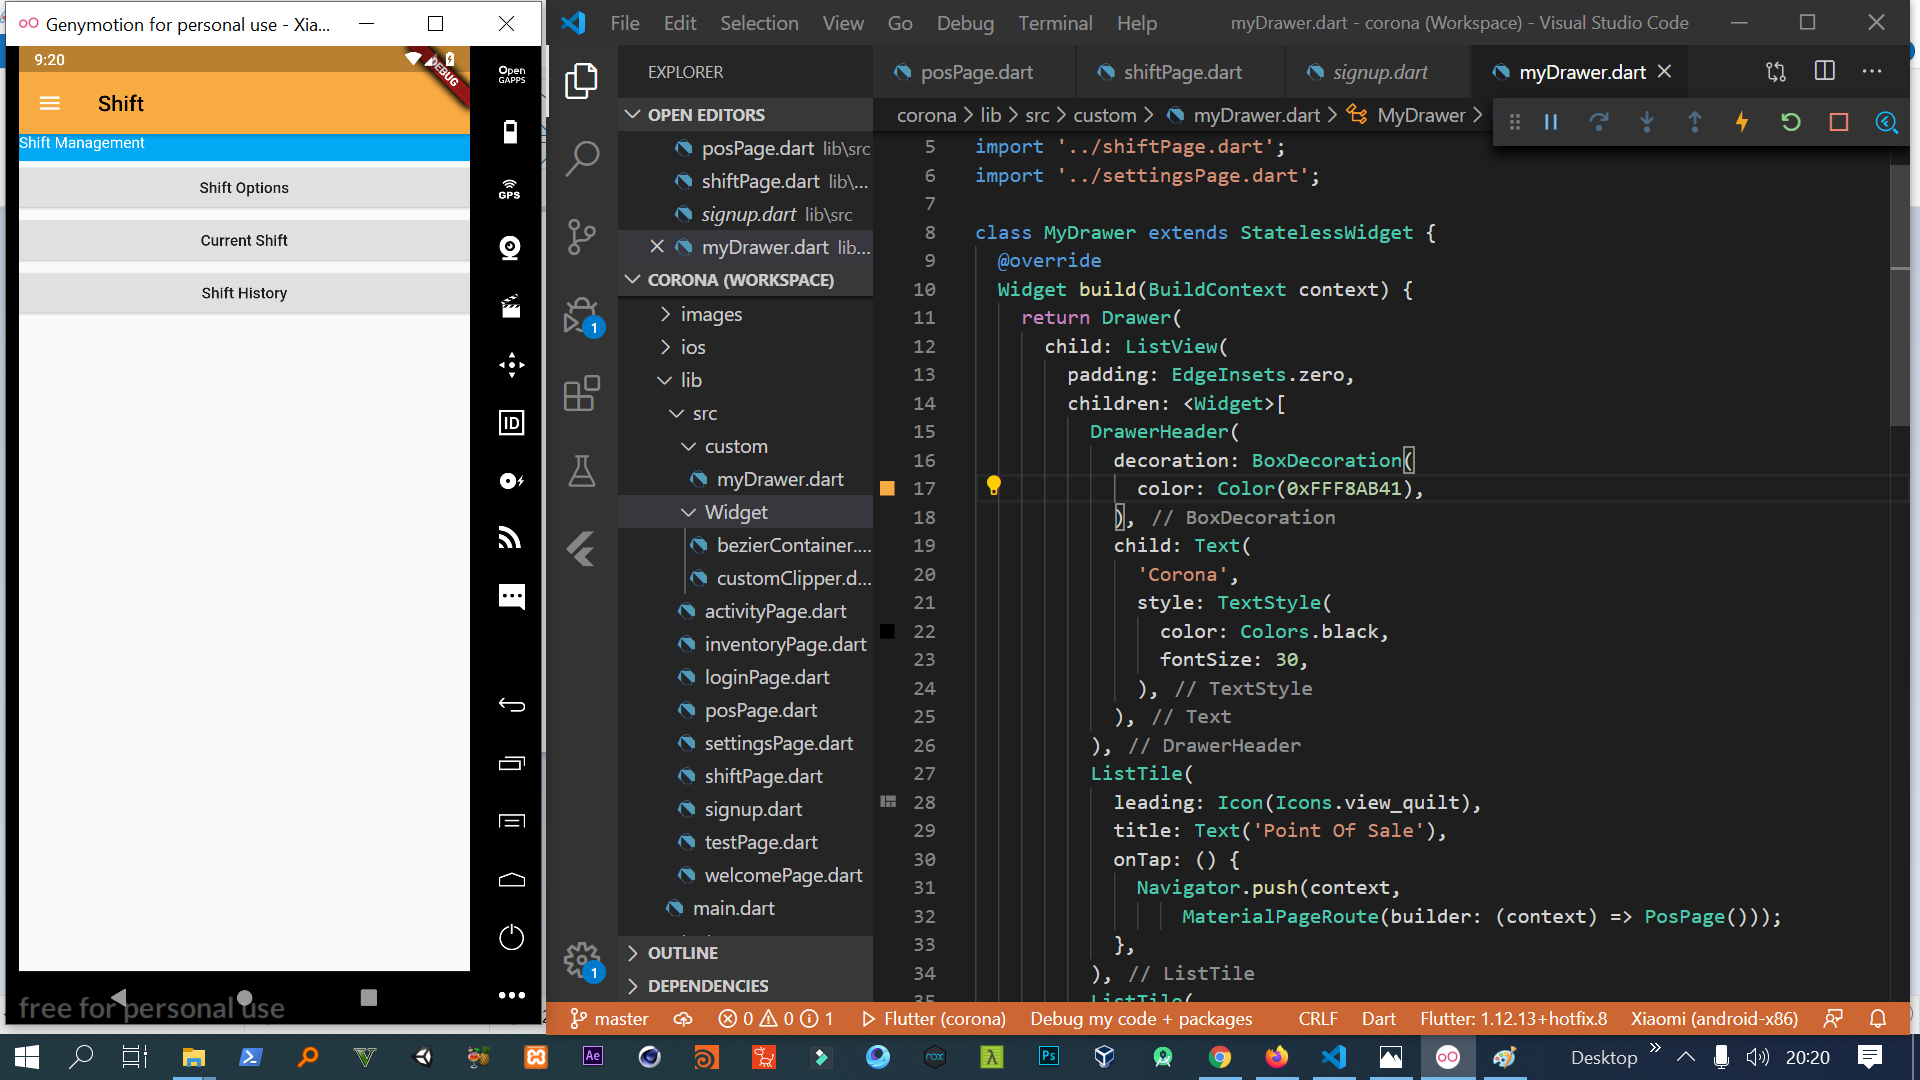 Genymotion for personal use - Xia...
9:20
DEBUG
Shift
Shift Management
Shift Options
Current Shift
Shift History
free for personal use
Open
GAPPS
GPS
ID
File Edit Selection View Go Debug Terminal Help
myDrawer.dart - corona (Workspace) - Visual Studio Code
EXPLORER
OPEN EDITORS
posPage.dart lib\src
shiftPage.dart lib\...
signup.dart lib\src
myDrawer.dart lib...
CORONA (WORKSPACE)
images
ios
lib
src
custom
myDrawer.dart
Widget
bezierContainer....
customClipper.d...
activityPage.dart
inventoryPage.dart
loginPage.dart
posPage.dart
settingsPage.dart
shiftPage.dart
signup.dart
testPage.dart
welcomePage.dart
main.dart
OUTLINE
DEPENDENCIES
1
1
posPage.dart shiftPage.dart signup.dart myDrawer.dart
corona > lib > src > custom > myDrawer.dart > MyDrawer >
5 import '../shiftPage.dart';
6 import '../settingsPage.dart';
7
8 class MyDrawer extends StatelessWidget {
9 @override
10 Widget build(BuildContext context) {
11 return Drawer(
12 child: ListView(
13 padding: EdgeInsets.zero,
14 children: <Widget>[
15 DrawerHeader(
16 decoration: BoxDecoration(
17 color: Color(0xFFF8AB41),
18 ), // BoxDecoration
19 child: Text(
20 'Corona',
21 style: TextStyle(
22 color: Colors.black,
23 fontSize: 30,
24 ), // TextStyle
25 ), // Text
26 ), // DrawerHeader
27 ListTile(
28 leading: Icon(Icons.view_quilt),
29 title: Text('Point Of Sale'),
30 onTap: () {
31 Navigator.push(context,
32 MaterialPageRoute(builder: (context) => PosPage()));
33 },
34 ), // ListTile
35 ListTile(
master 0 0 1 Flutter (corona) Debug my code + packages CRLF Dart Flutter: 1.12.13+hotfix.8 Xiaomi (android-x86)
Ae nox Ps Desktop 20:20